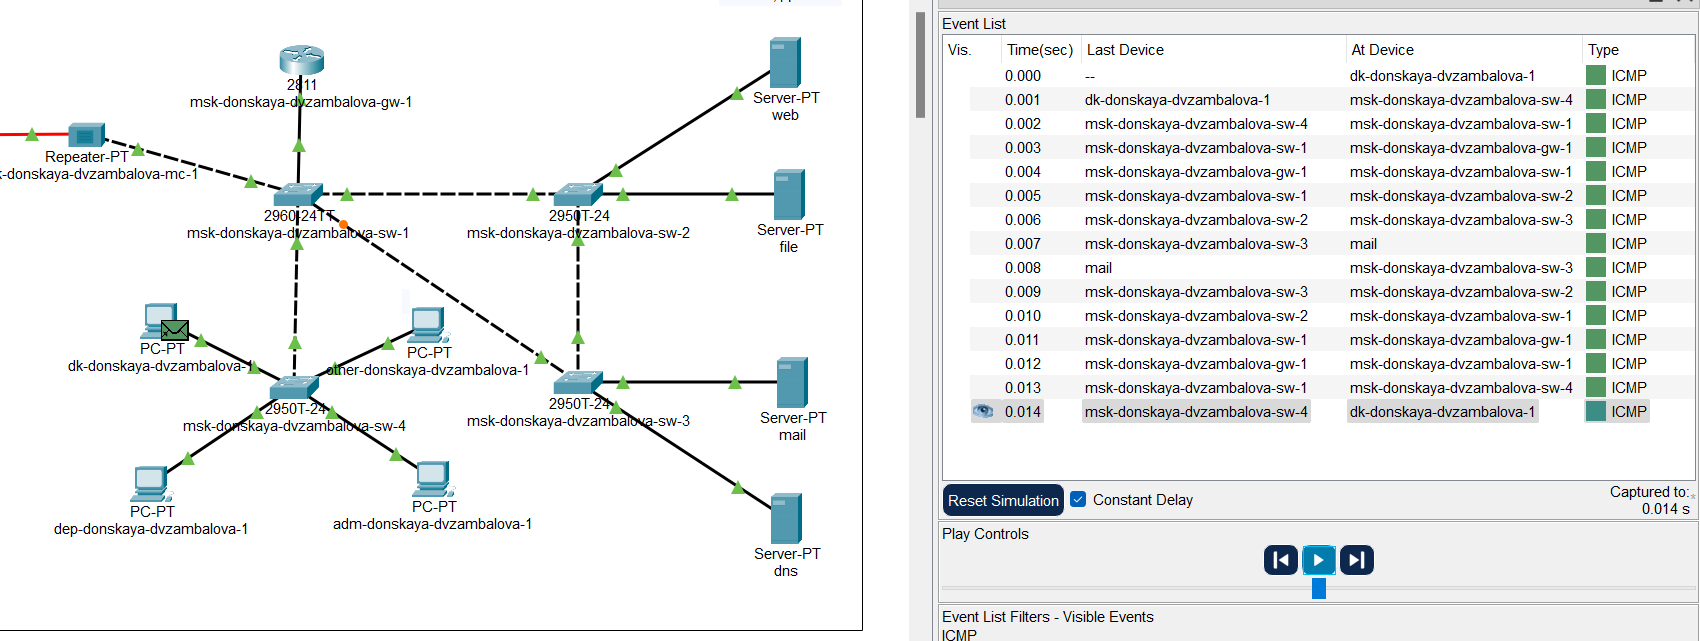 2811
msk-donskaya-dvzambalova-gw-1
Server-PT
web
Repeater-PT
k-donskaya-dvzambalova-mc-1
2960-24TT
msk-donskaya-dvzambalova-sw-1
2950T-24
msk-donskaya-dvzambalova-sw-2
Server-PT
file
PC-PT
dk-donskaya-dvzambalova-1
PC-PT
other-donskaya-dvzambalova-1
2950T-24
msk-donskaya-dvzambalova-sw-4
2950T-24
msk-donskaya-dvzambalova-sw-3
Server-PT
mail
PC-PT
dep-donskaya-dvzambalova-1
PC-PT
adm-donskaya-dvzambalova-1
Server-PT
dns
Event List
Vis. Time(sec) Last Device At Device Type
0.000 -- dk-donskaya-dvzambalova-1 ICMP
0.001 dk-donskaya-dvzambalova-1 msk-donskaya-dvzambalova-sw-4 ICMP
0.002 msk-donskaya-dvzambalova-sw-4 msk-donskaya-dvzambalova-sw-1 ICMP
0.003 msk-donskaya-dvzambalova-sw-1 msk-donskaya-dvzambalova-gw-1 ICMP
0.004 msk-donskaya-dvzambalova-gw-1 msk-donskaya-dvzambalova-sw-1 ICMP
0.005 msk-donskaya-dvzambalova-sw-1 msk-donskaya-dvzambalova-sw-2 ICMP
0.006 msk-donskaya-dvzambalova-sw-2 msk-donskaya-dvzambalova-sw-3 ICMP
0.007 msk-donskaya-dvzambalova-sw-3 mail ICMP
0.008 mail msk-donskaya-dvzambalova-sw-3 ICMP
0.009 msk-donskaya-dvzambalova-sw-3 msk-donskaya-dvzambalova-sw-2 ICMP
0.010 msk-donskaya-dvzambalova-sw-2 msk-donskaya-dvzambalova-sw-1 ICMP
0.011 msk-donskaya-dvzambalova-sw-1 msk-donskaya-dvzambalova-gw-1 ICMP
0.012 msk-donskaya-dvzambalova-gw-1 msk-donskaya-dvzambalova-sw-1 ICMP
0.013 msk-donskaya-dvzambalova-sw-1 msk-donskaya-dvzambalova-sw-4 ICMP
0.014 msk-donskaya-dvzambalova-sw-4 dk-donskaya-dvzambalova-1 ICMP
Reset Simulation Constant Delay Captured to:
0.014 s
Play Controls
Event List Filters - Visible Events
ICMP